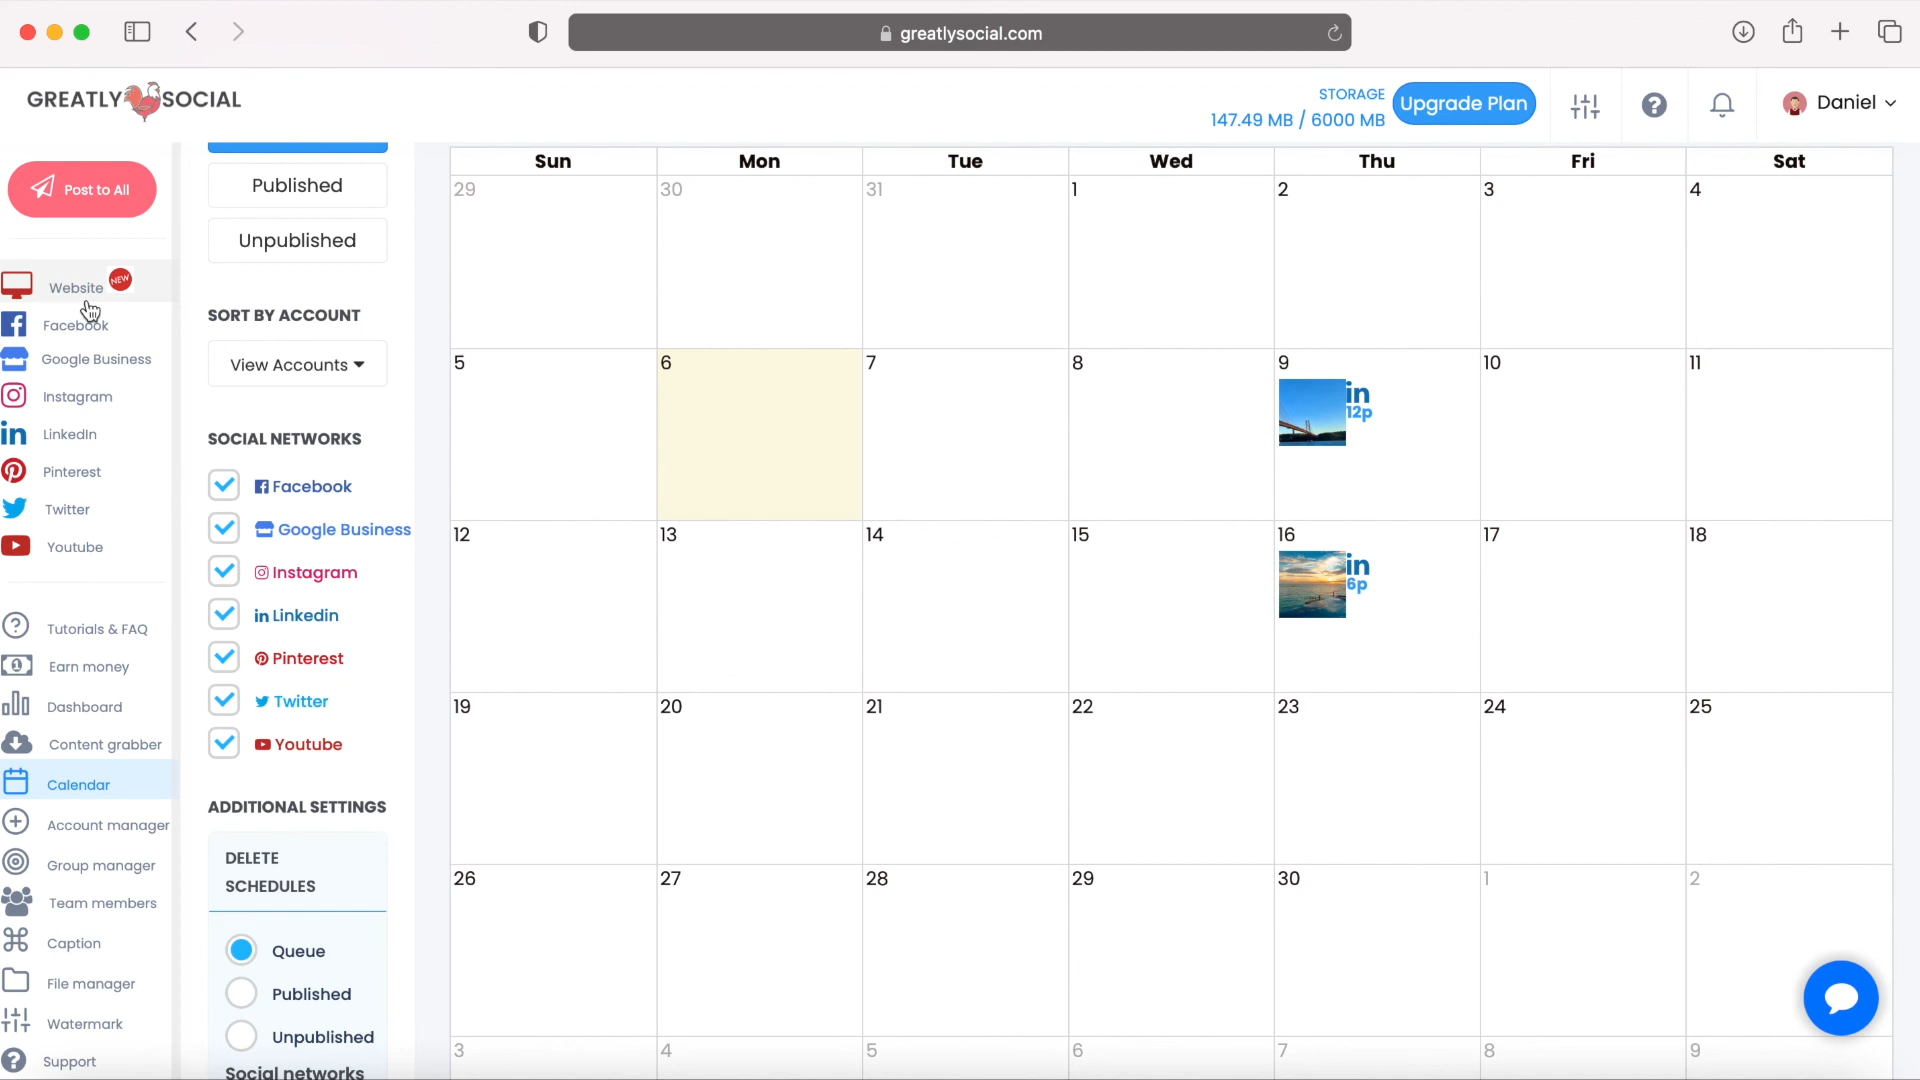 greatlysocial.com
GREATLY SOCIAL
STORAGE
147.49 MB / 6000 MB
Upgrade Plan
Daniel
Post to All
Website
NEW
Facebook
Google Business
Instagram
LinkedIn
Pinterest
Twitter
Youtube
Tutorials & FAQ
Earn money
Dashboard
Content grabber
Calendar
Account manager
Group manager
Team members
Caption
File manager
Watermark
Support
Published
Unpublished
SORT BY ACCOUNT
View Accounts
SOCIAL NETWORKS
Facebook
Google Business
Instagram
in Linkedin
Pinterest
Twitter
Youtube
ADDITIONAL SETTINGS
DELETE
SCHEDULES
Queue
Published
Unpublished
Social networks
Sun Mon Tue Wed Thu Fri Sat
29 30 31 1 2 3 4
5 6 7 8 9 10 11
in
12p
12 13 14 15 16 17 18
in
6p
19 20 21 22 23 24 25
26 27 28 29 30 1 2
3 4 5 6 7 8 9